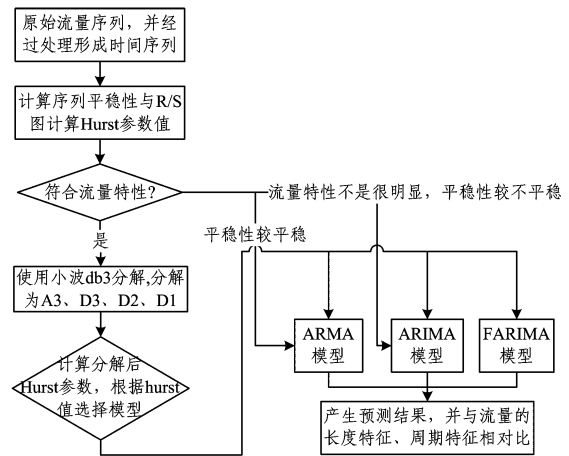 原始流量序列，并经
过处理形成时间序列
计算序列平稳性与R/S
图计算Hurst参数值
符合流量特性?
流量特性不是很明显，平稳性较不平稳
平稳性较平稳
是
使用小波db3分解,分解
为A3、D3、D2、D1
计算分解后
Hurst参数，根据hurst
值选择模型
ARMA
模型
ARIMA
模型
FARIMA
模型
产生预测结果，并与流量的
长度特征、周期特征相对比